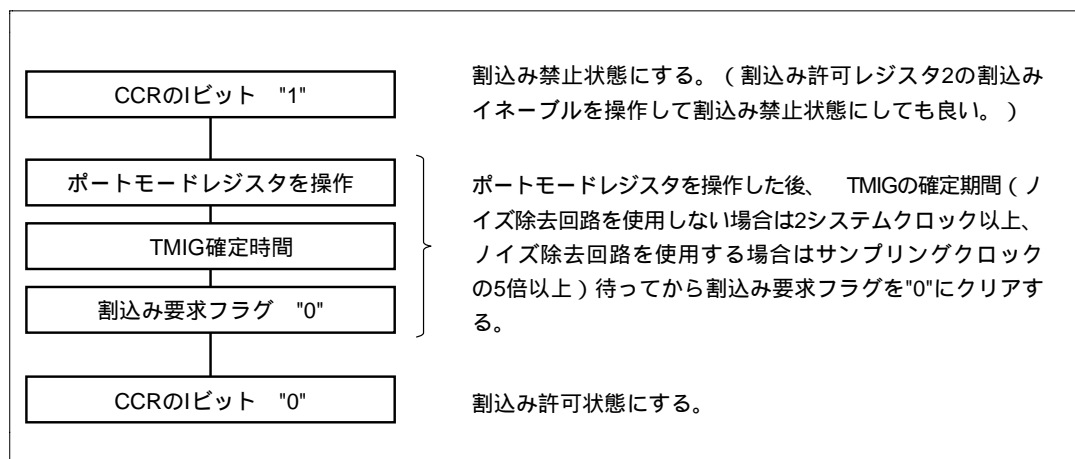 CCRのIビット "1"
割込み禁止状態にする。（割込み許可レジスタ2の割込み
イネーブルを操作して割込み禁止状態にしても良い。）
ポートモードレジスタを操作
TMIG確定時間
割込み要求フラグ "0"
ポートモードレジスタを操作した後、 TMIGの確定期間（ノ
イズ除去回路を使用しない場合は2システムクロック以上、
ノイズ除去回路を使用する場合はサンプリングクロック
の5倍以上）待ってから割込み要求フラグを"0"にクリアす
る。
CCRのIビット "0"
割込み許可状態にする。